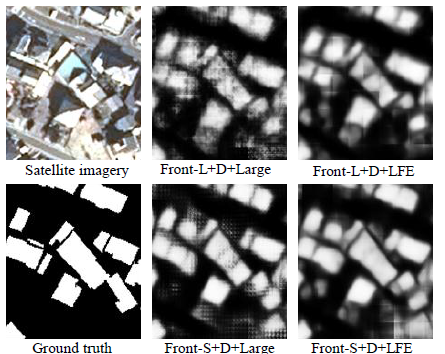 Satellite imagery
Front-L+D+Large
Front-L+D+LFE
Ground truth
Front-S+D+Large
Front-S+D+LFE